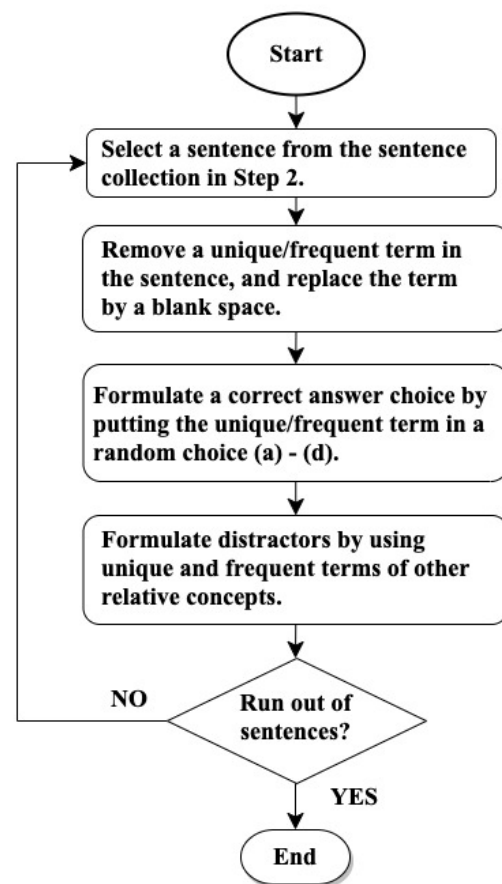 Start
Select a sentence from the sentence
collection in Step 2.
Remove a unique/frequent term in
the sentence, and replace the term
by a blank space.
Formulate a correct answer choice by
putting the unique/frequent term in a
random choice (a) - (d).
Formulate distractors by using
unique and frequent terms of other
relative concepts.
NO
Run out of
sentences?
YES
End